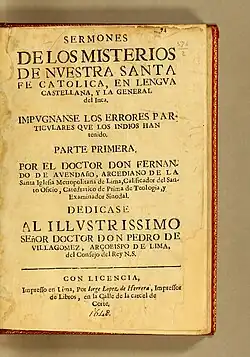 SERMONES
DE LOS MISTERIOS
DE NVESTRA SANTA
FE CATOLICA, EN LENGVA
CASTELLANA, Y LA GENERAL
del Inca.
IMPVGNANSE LOS ERRORES PAR-
TICVLARES QUE LOS INDIOS HAN
tenido.
PARTE PRIMERA,
POR EL DOCTOR DON FERNAN-
DO DE AVENDAÑO, ARCEDIANO DE LA
Santa Iglesia Metropolitana de Lima, Calificador del San-
to Oficio, Catedratico de Prima de Teologia, y
Examinador Sinodal.
DEDICASE
AL ILLVSTRISSIMO
SEÑOR DOCTOR DON PEDRO DE
VILLAGOMEZ, ARÇOBISPO DE LIMA,
del Consejo del Rey N.S.
CON LICENCIA,
Impresso en Lima, Por Iorge Lopez de Herrera, Impressor
de Libros, en la Calle de la carcel de
Corte.
1648.